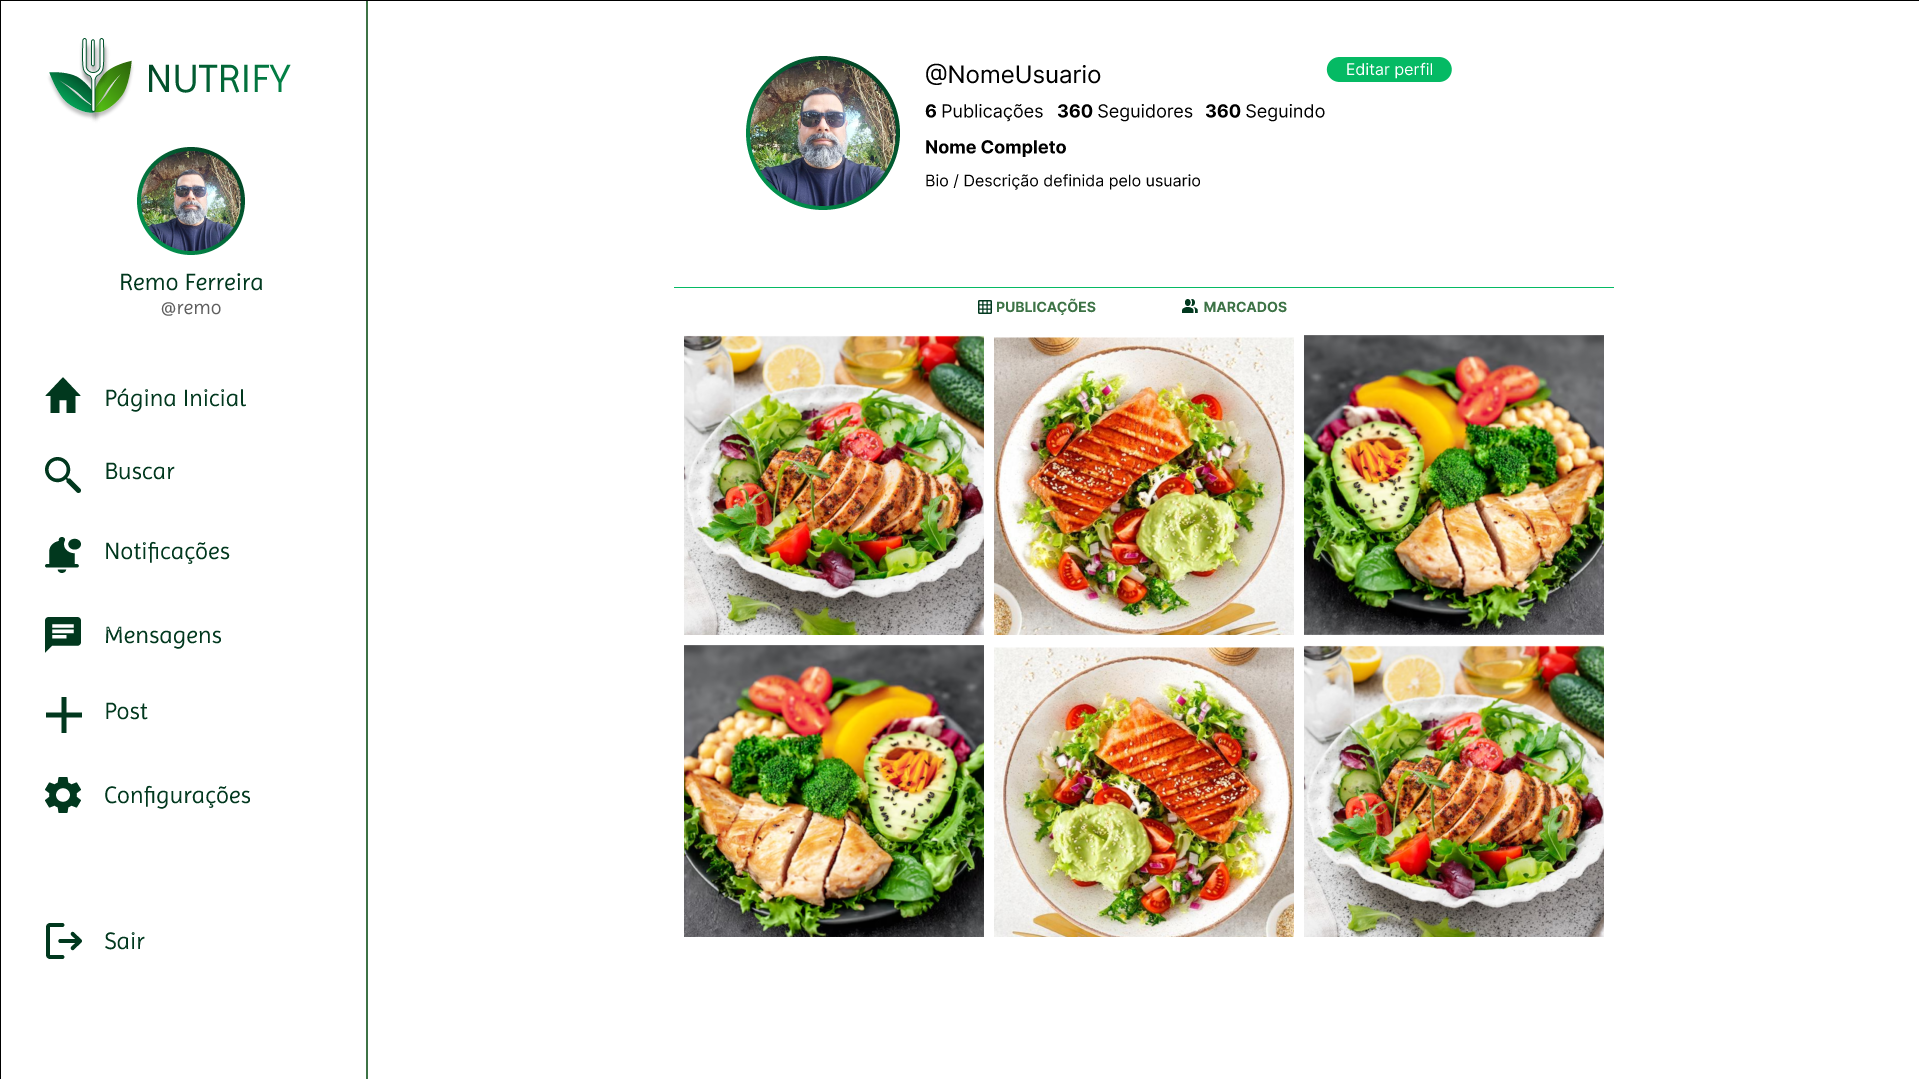 NUTRIFY
Remo Ferreira
@remo
Página Inicial
Buscar
Notificações
Mensagens
Post
Configurações
Sair
@NomeUsuario
Editar perfil
6 Publicações 360 Seguidores 360 Seguindo
Nome Completo
Bio / Descrição definida pelo usuario
PUBLICAÇÕES MARCADOS